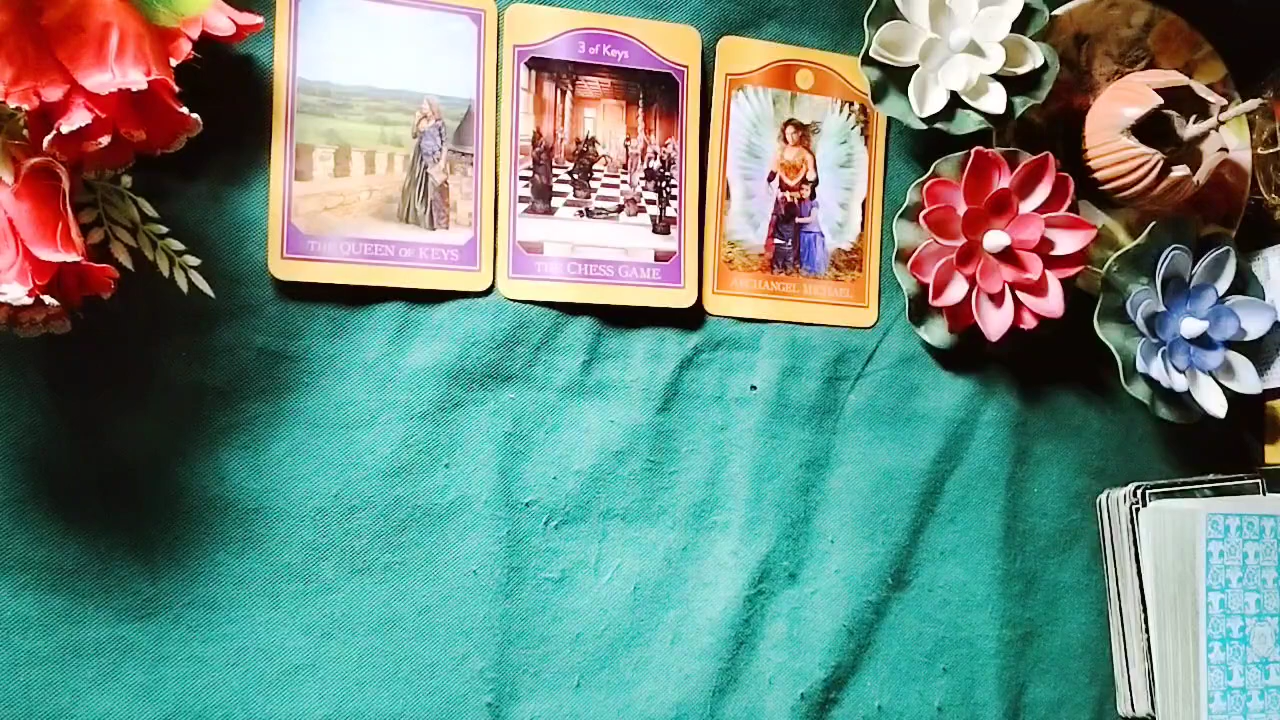 THE QUEEN OF KEYS
3 of Keys
THE CHESS GAME
ARCHANGEL MICHAEL